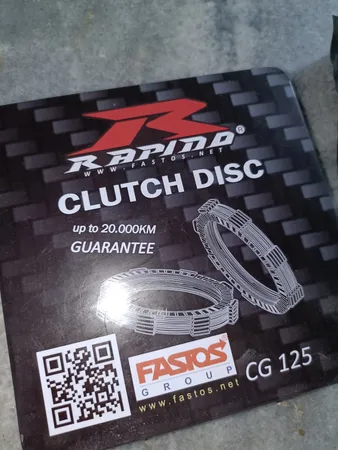 R
RAPIDO®
WWW.FASTOS.NET
CLUTCH DISC
up to 20.000KM
GUARANTEE
FASTOS
GROUP
www.fastos.net
CG 125